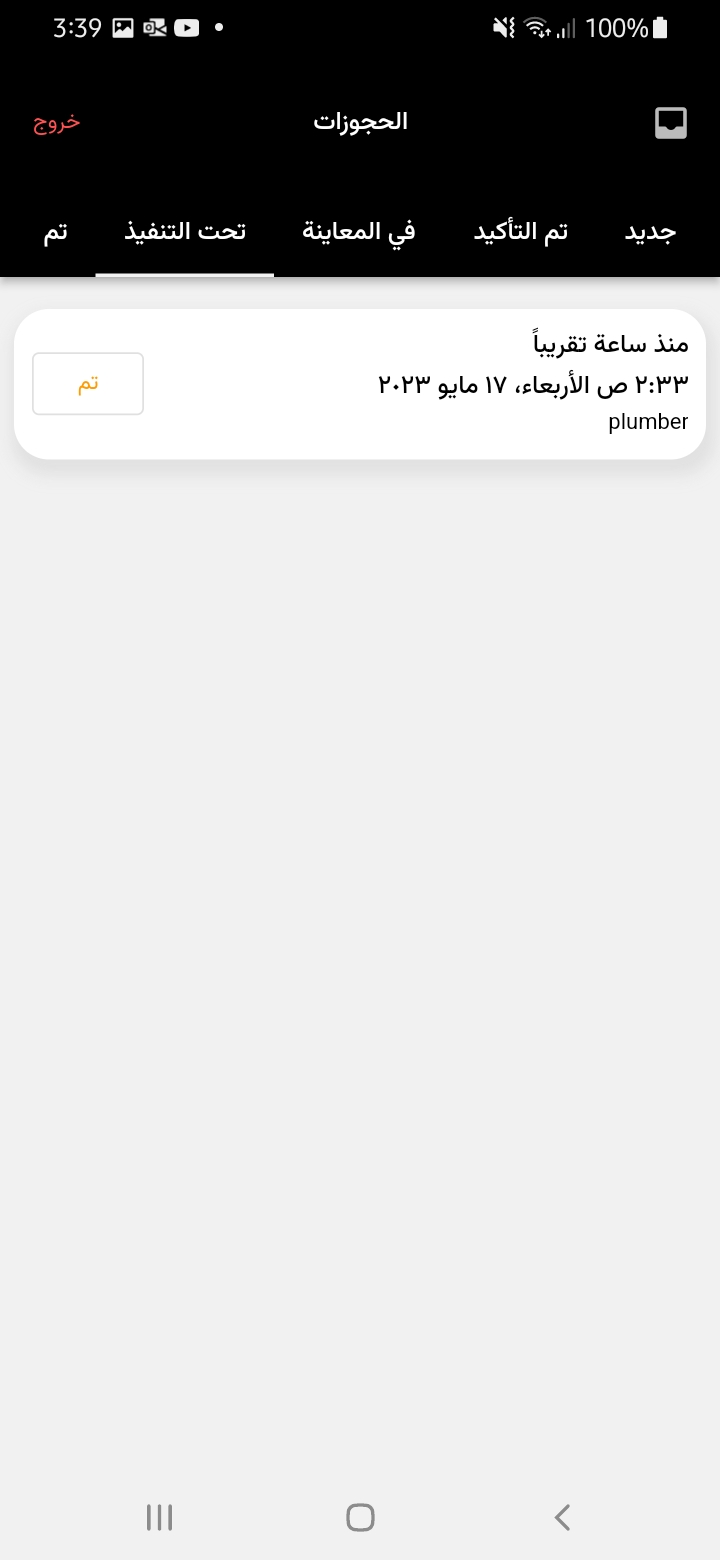 3:39
100%
الحجوزات
خروج
جديد
تم التأكيد
في المعاينة
تحت التنفيذ
تم
منذ ساعة تقريباً
٢:٣٣ ص الأربعاء، ١٧ مايو ٢٠٢٣
plumber
تم